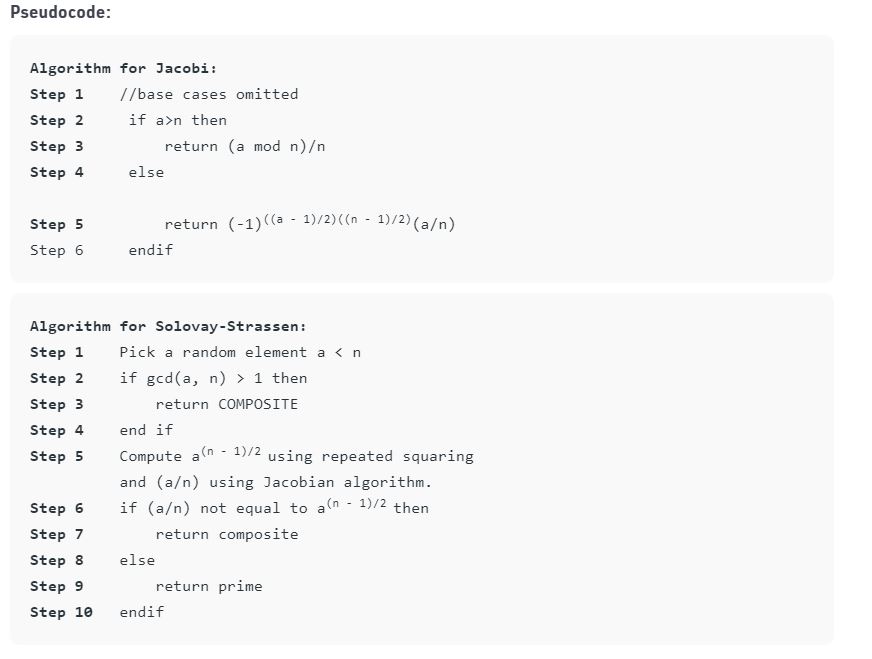 Pseudocode:
Algorithm for Jacobi:
Step 1 //base cases omitted
Step 2 if a>n then
Step 3 return (a mod n)/n
Step 4 else
Step 5 return (-1)^((a - 1)/2)((n - 1)/2)(a/n)
Step 6 endif
Algorithm for Solovay-Strassen:
Step 1 Pick a random element a < n
Step 2 if gcd(a, n) > 1 then
Step 3 return COMPOSITE
Step 4 end if
Step 5 Compute a^(n - 1)/2 using repeated squaring
and (a/n) using Jacobian algorithm.
Step 6 if (a/n) not equal to a^(n - 1)/2 then
Step 7 return composite
Step 8 else
Step 9 return prime
Step 10 endif